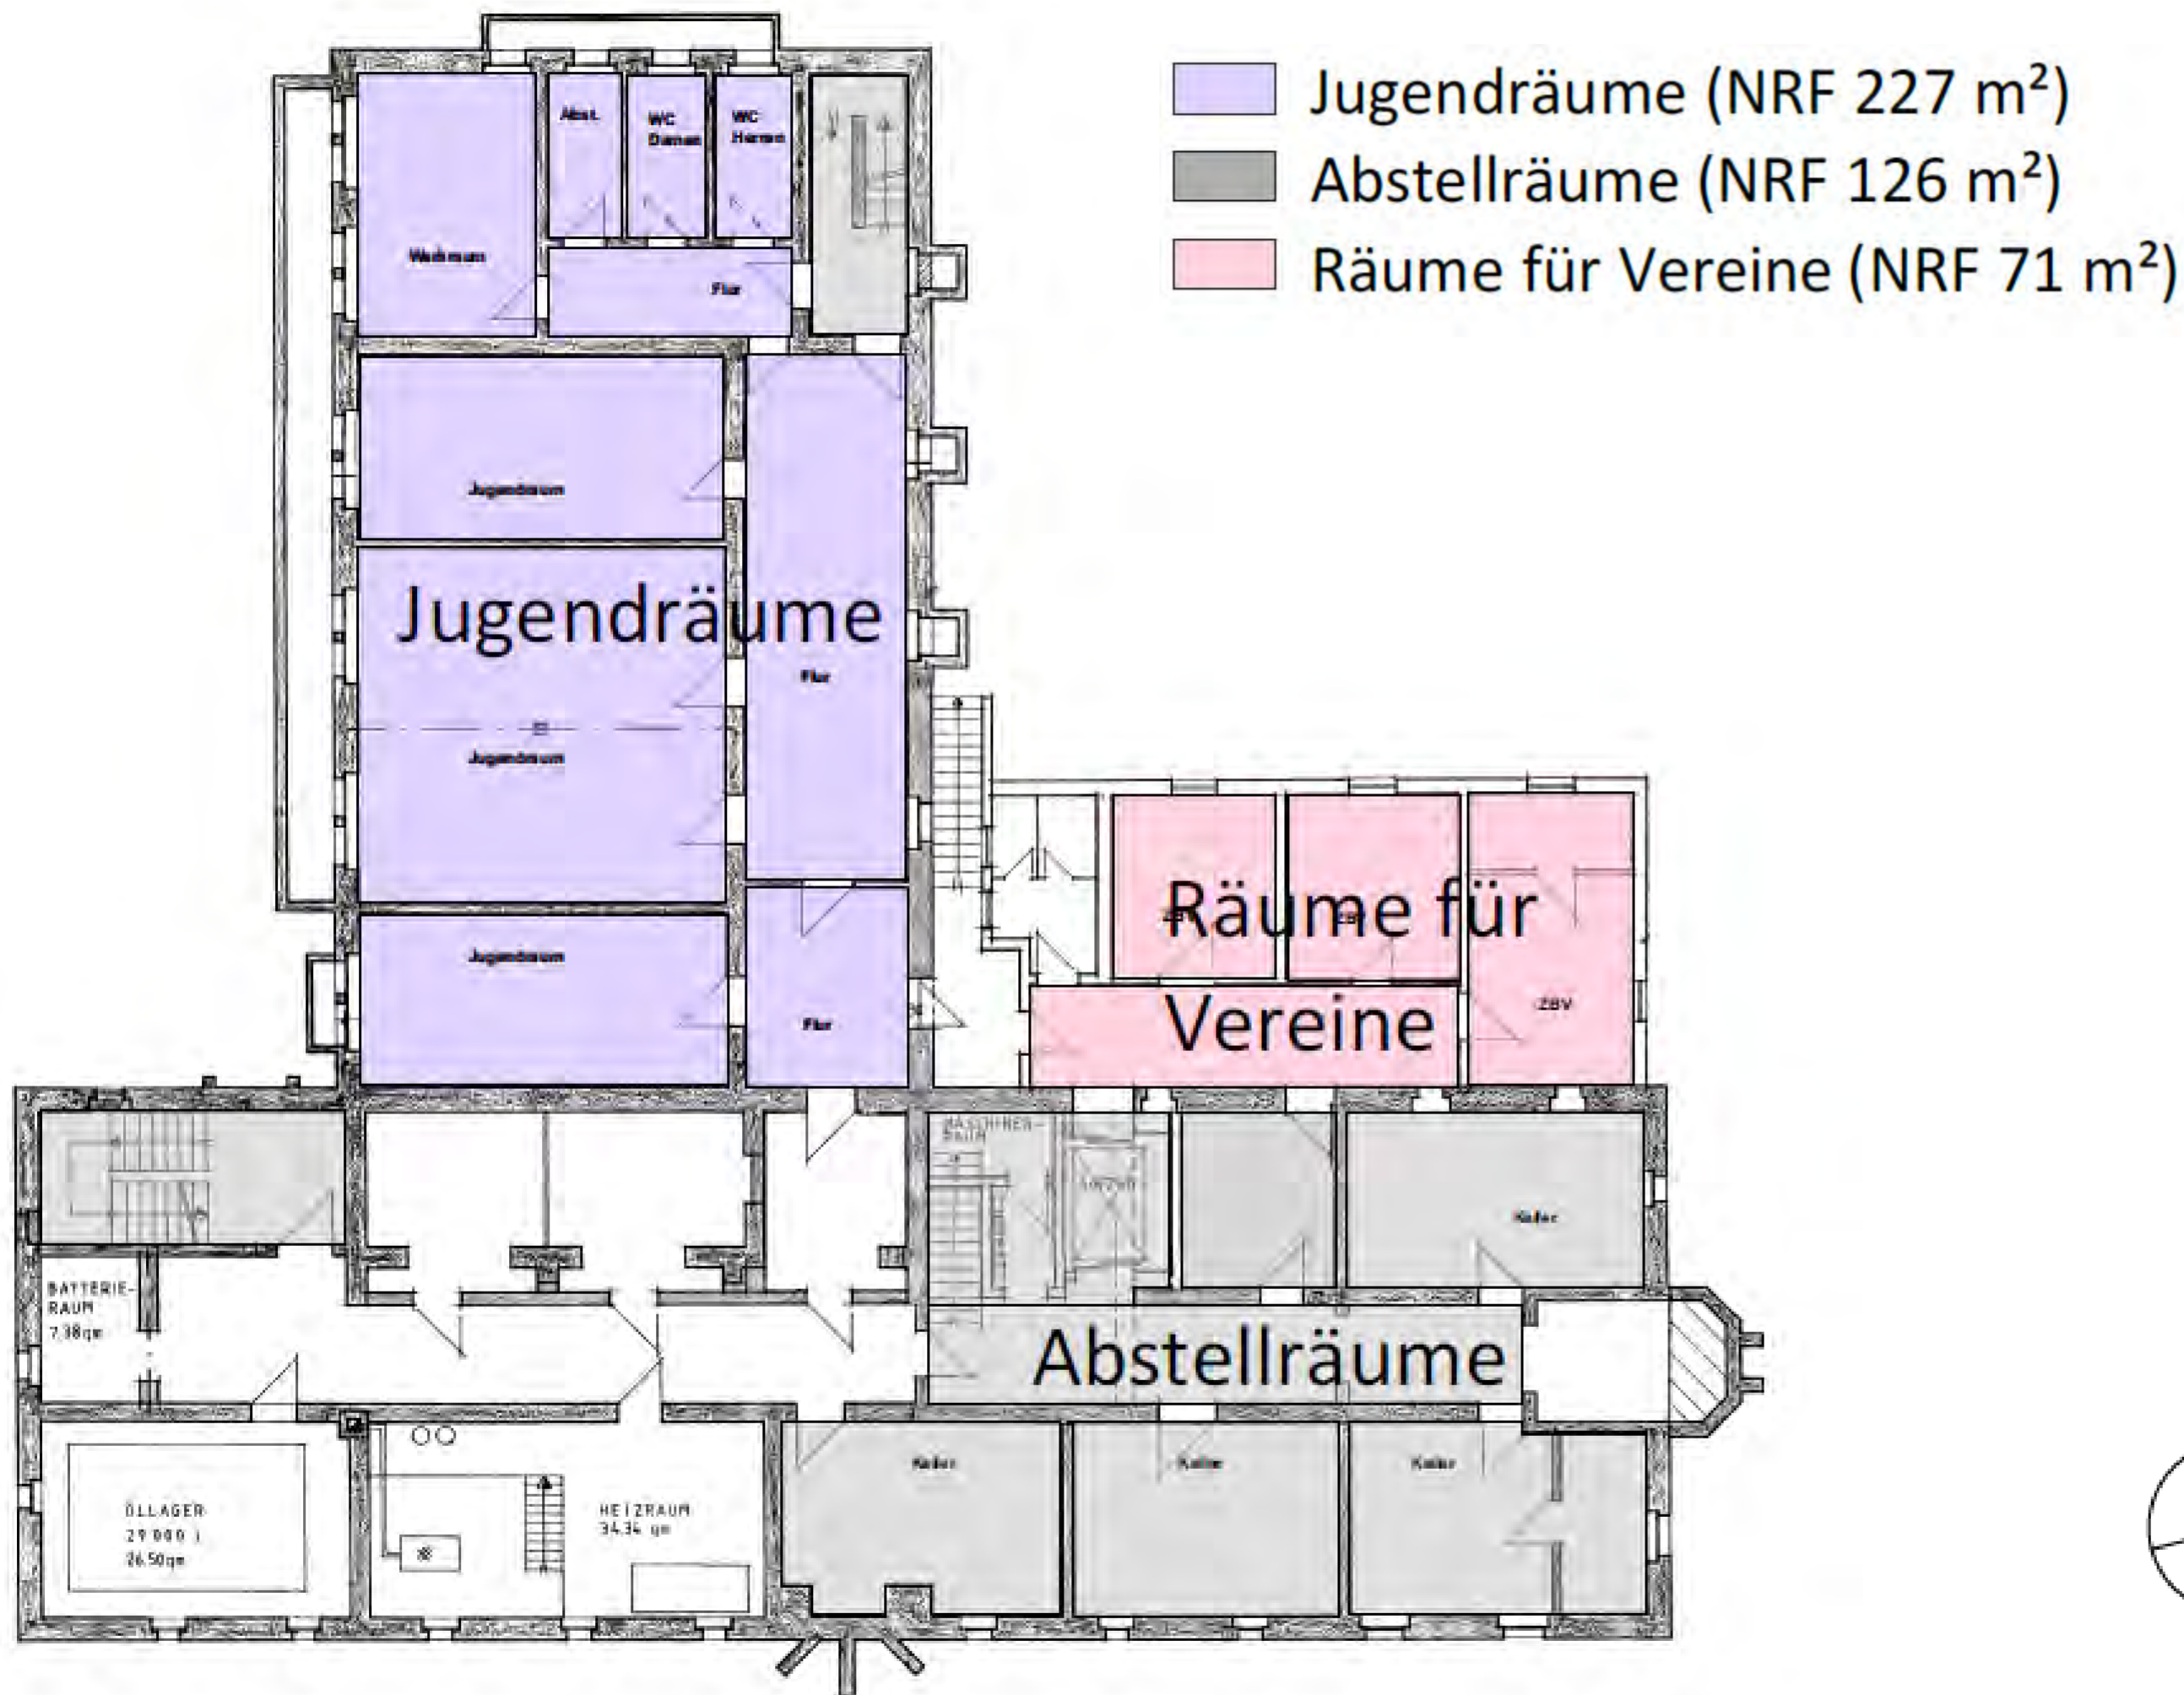 Jugendräume (NRF 227 m²)
Abstellräume (NRF 126 m²)
Räume für Vereine (NRF 71 m²)
Abst.
WC
Damen
WC
Herren
Werkraum
Flur
Jugendraum
Jugendräume
Flur
Jugendraum
Jugendraum
Flur
Räume für
Vereine
ZBV
MASCHINEN-
RAUM
Keller
BATTERIE-
RAUM
7.38qm
Abstellräume
Keller
Keller
Keller
ÖLLAGER
29 000 l
26.50qm
HEIZRAUM
34.34 qm